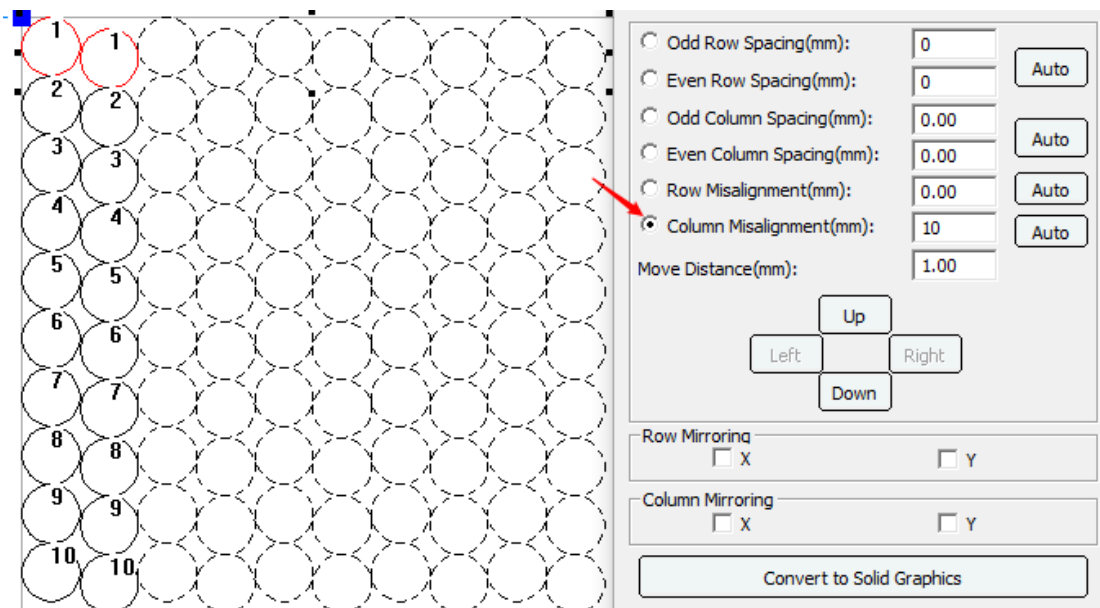 1 1
2 2
3 3
4 4
5 5
6 6
7 7
8 8
9 9
10 10
Odd Row Spacing(mm): 0
Even Row Spacing(mm): 0
Auto
Odd Column Spacing(mm): 0.00
Even Column Spacing(mm): 0.00
Auto
Row Misalignment(mm): 0.00 Auto
Column Misalignment(mm): 10 Auto
Move Distance(mm): 1.00
Up
Left Right
Down
Row Mirroring
X Y
Column Mirroring
X Y
Convert to Solid Graphics